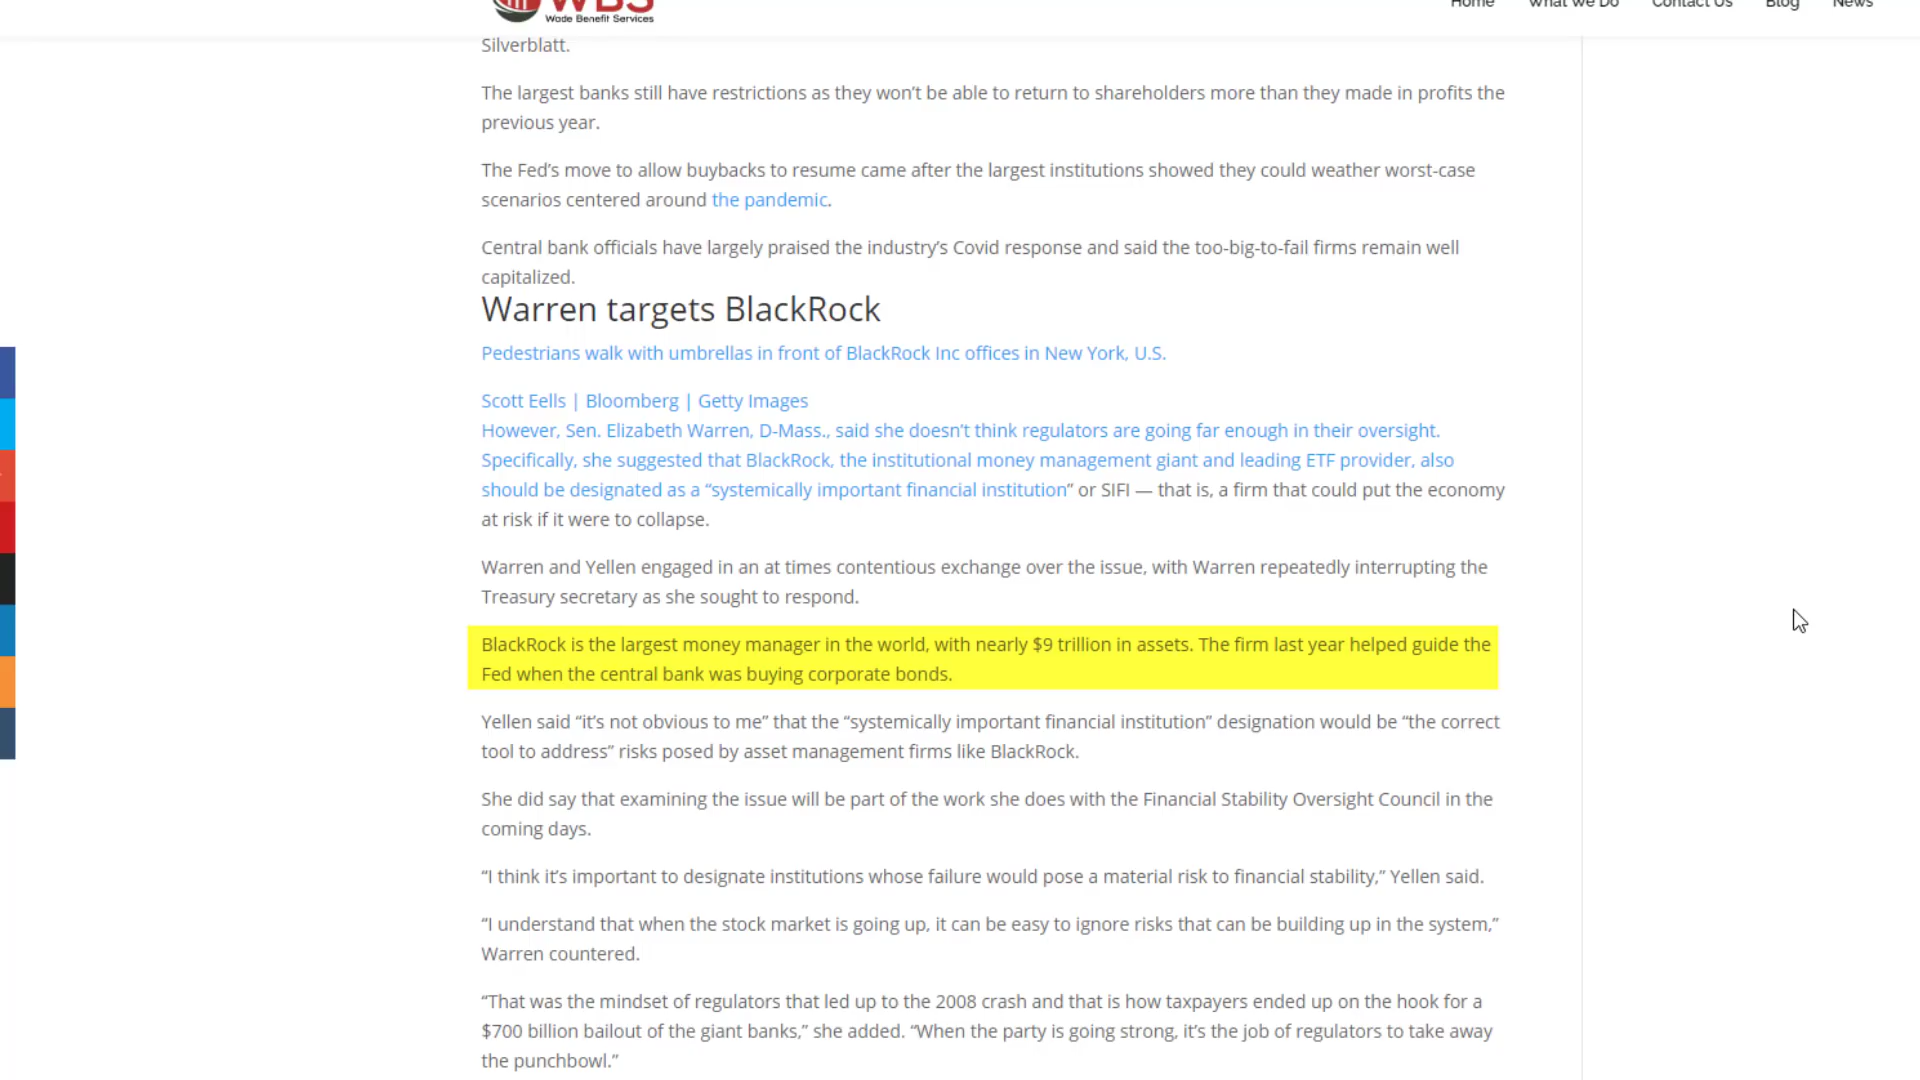 WBS
Wade Benefit Services
Home What We Do Contact Us Blog News
Silverblatt.
The largest banks still have restrictions as they won’t be able to return to shareholders more than they made in profits the
previous year.
The Fed’s move to allow buybacks to resume came after the largest institutions showed they could weather worst-case
scenarios centered around the pandemic.
Central bank officials have largely praised the industry’s Covid response and said the too-big-to-fail firms remain well
capitalized.
Warren targets BlackRock
Pedestrians walk with umbrellas in front of BlackRock Inc offices in New York, U.S.
Scott Eells | Bloomberg | Getty Images
However, Sen. Elizabeth Warren, D-Mass., said she doesn’t think regulators are going far enough in their oversight.
Specifically, she suggested that BlackRock, the institutional money management giant and leading ETF provider, also
should be designated as a “systemically important financial institution” or SIFI — that is, a firm that could put the economy
at risk if it were to collapse.
Warren and Yellen engaged in an at times contentious exchange over the issue, with Warren repeatedly interrupting the
Treasury secretary as she sought to respond.
BlackRock is the largest money manager in the world, with nearly $9 trillion in assets. The firm last year helped guide the
Fed when the central bank was buying corporate bonds.
Yellen said “it’s not obvious to me” that the “systemically important financial institution” designation would be “the correct
tool to address” risks posed by asset management firms like BlackRock.
She did say that examining the issue will be part of the work she does with the Financial Stability Oversight Council in the
coming days.
“I think it’s important to designate institutions whose failure would pose a material risk to financial stability,” Yellen said.
“I understand that when the stock market is going up, it can be easy to ignore risks that can be building up in the system,”
Warren countered.
“That was the mindset of regulators that led up to the 2008 crash and that is how taxpayers ended up on the hook for a
$700 billion bailout of the giant banks,” she added. “When the party is going strong, it’s the job of regulators to take away
the punchbowl.”